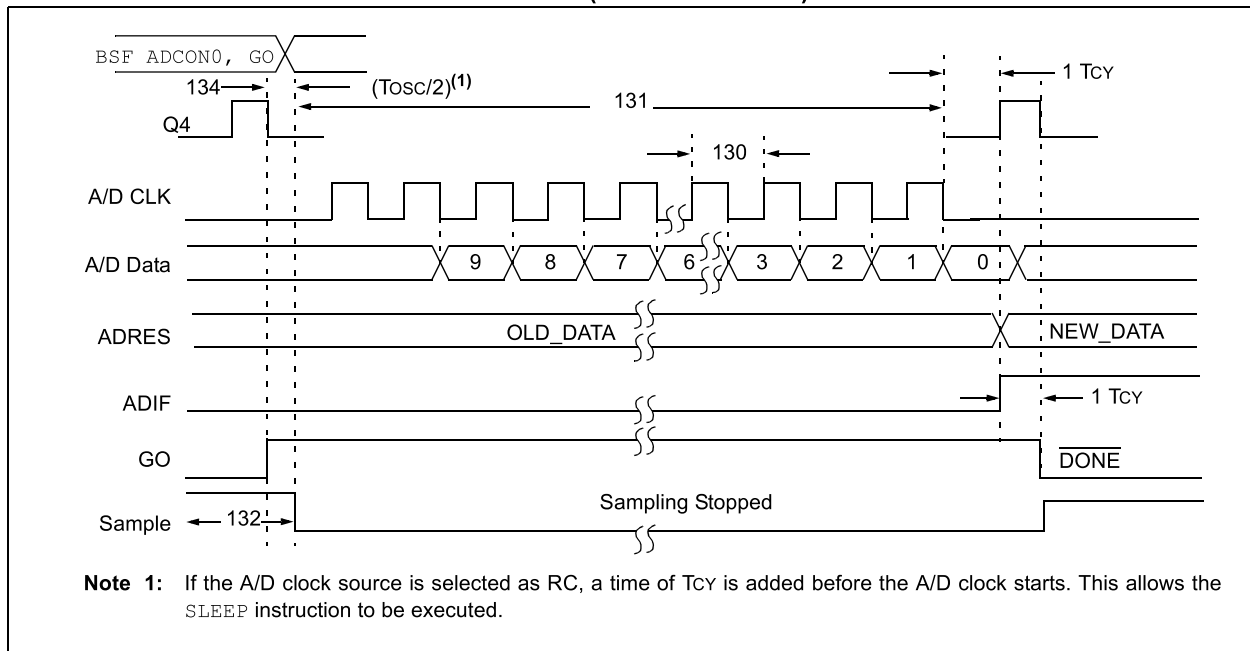 BSF ADCON0, GO
134
(TOSC/2)(1)
131
1 TCY
Q4
130
A/D CLK
A/D Data
9
8
7
6
3
2
1
0
ADRES
OLD_DATA
NEW_DATA
ADIF
1 TCY
GO
DONE
Sample
132
Sampling Stopped
Note 1: If the A/D clock source is selected as RC, a time of TCY is added before the A/D clock starts. This allows the
SLEEP instruction to be executed.